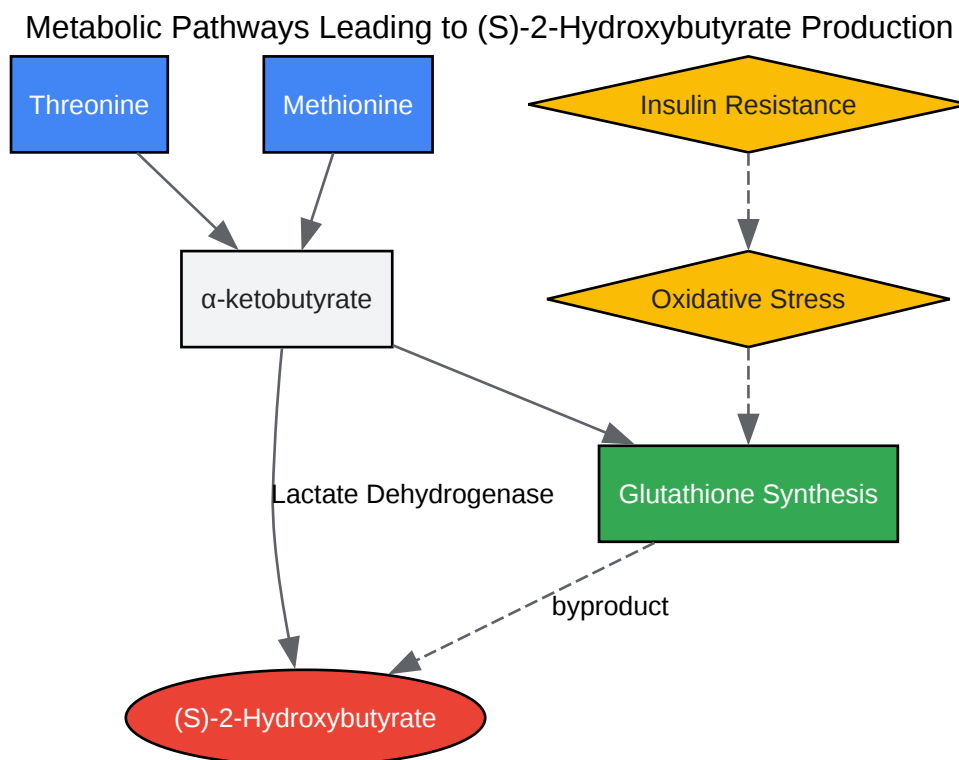 Metabolic Pathways Leading to (S)-2-Hydroxybutyrate Production
Threonine
Methionine
Insulin Resistance
α-ketobutyrate
Oxidative Stress
Lactate Dehydrogenase
Glutathione Synthesis
byproduct
(S)-2-Hydroxybutyrate